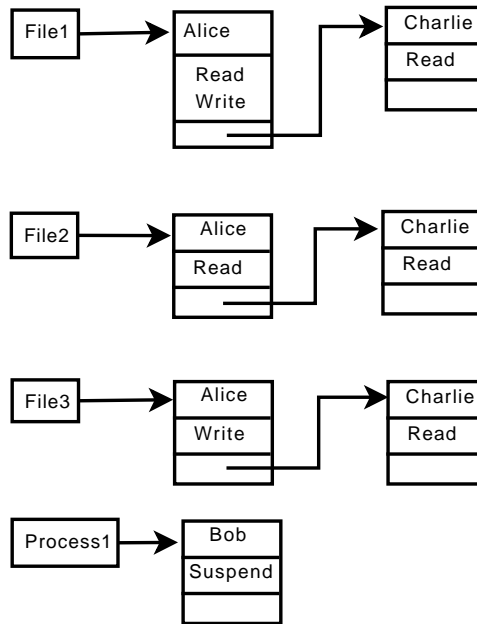 File1
Alice
Read
Write
Charlie
Read
File2
Alice
Read
Charlie
Read
File3
Alice
Write
Charlie
Read
Process1
Bob
Suspend